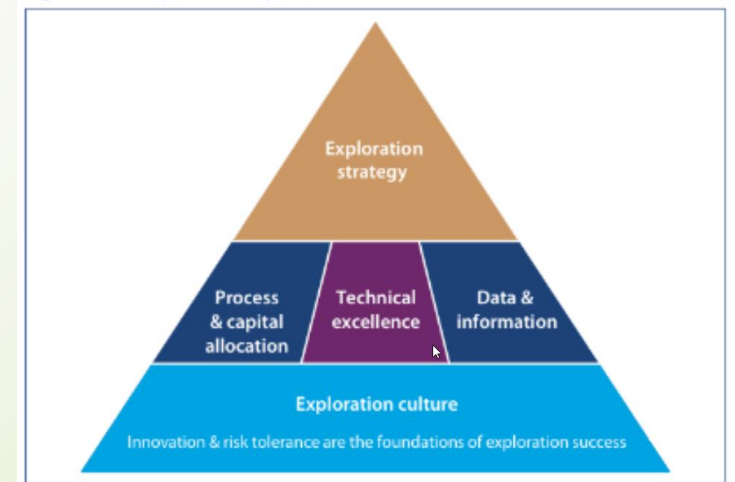 Exploration
strategy
Process
& capital
allocation
Technical
excellence
Data &
information
Exploration culture
Innovation & risk tolerance are the foundations of exploration success